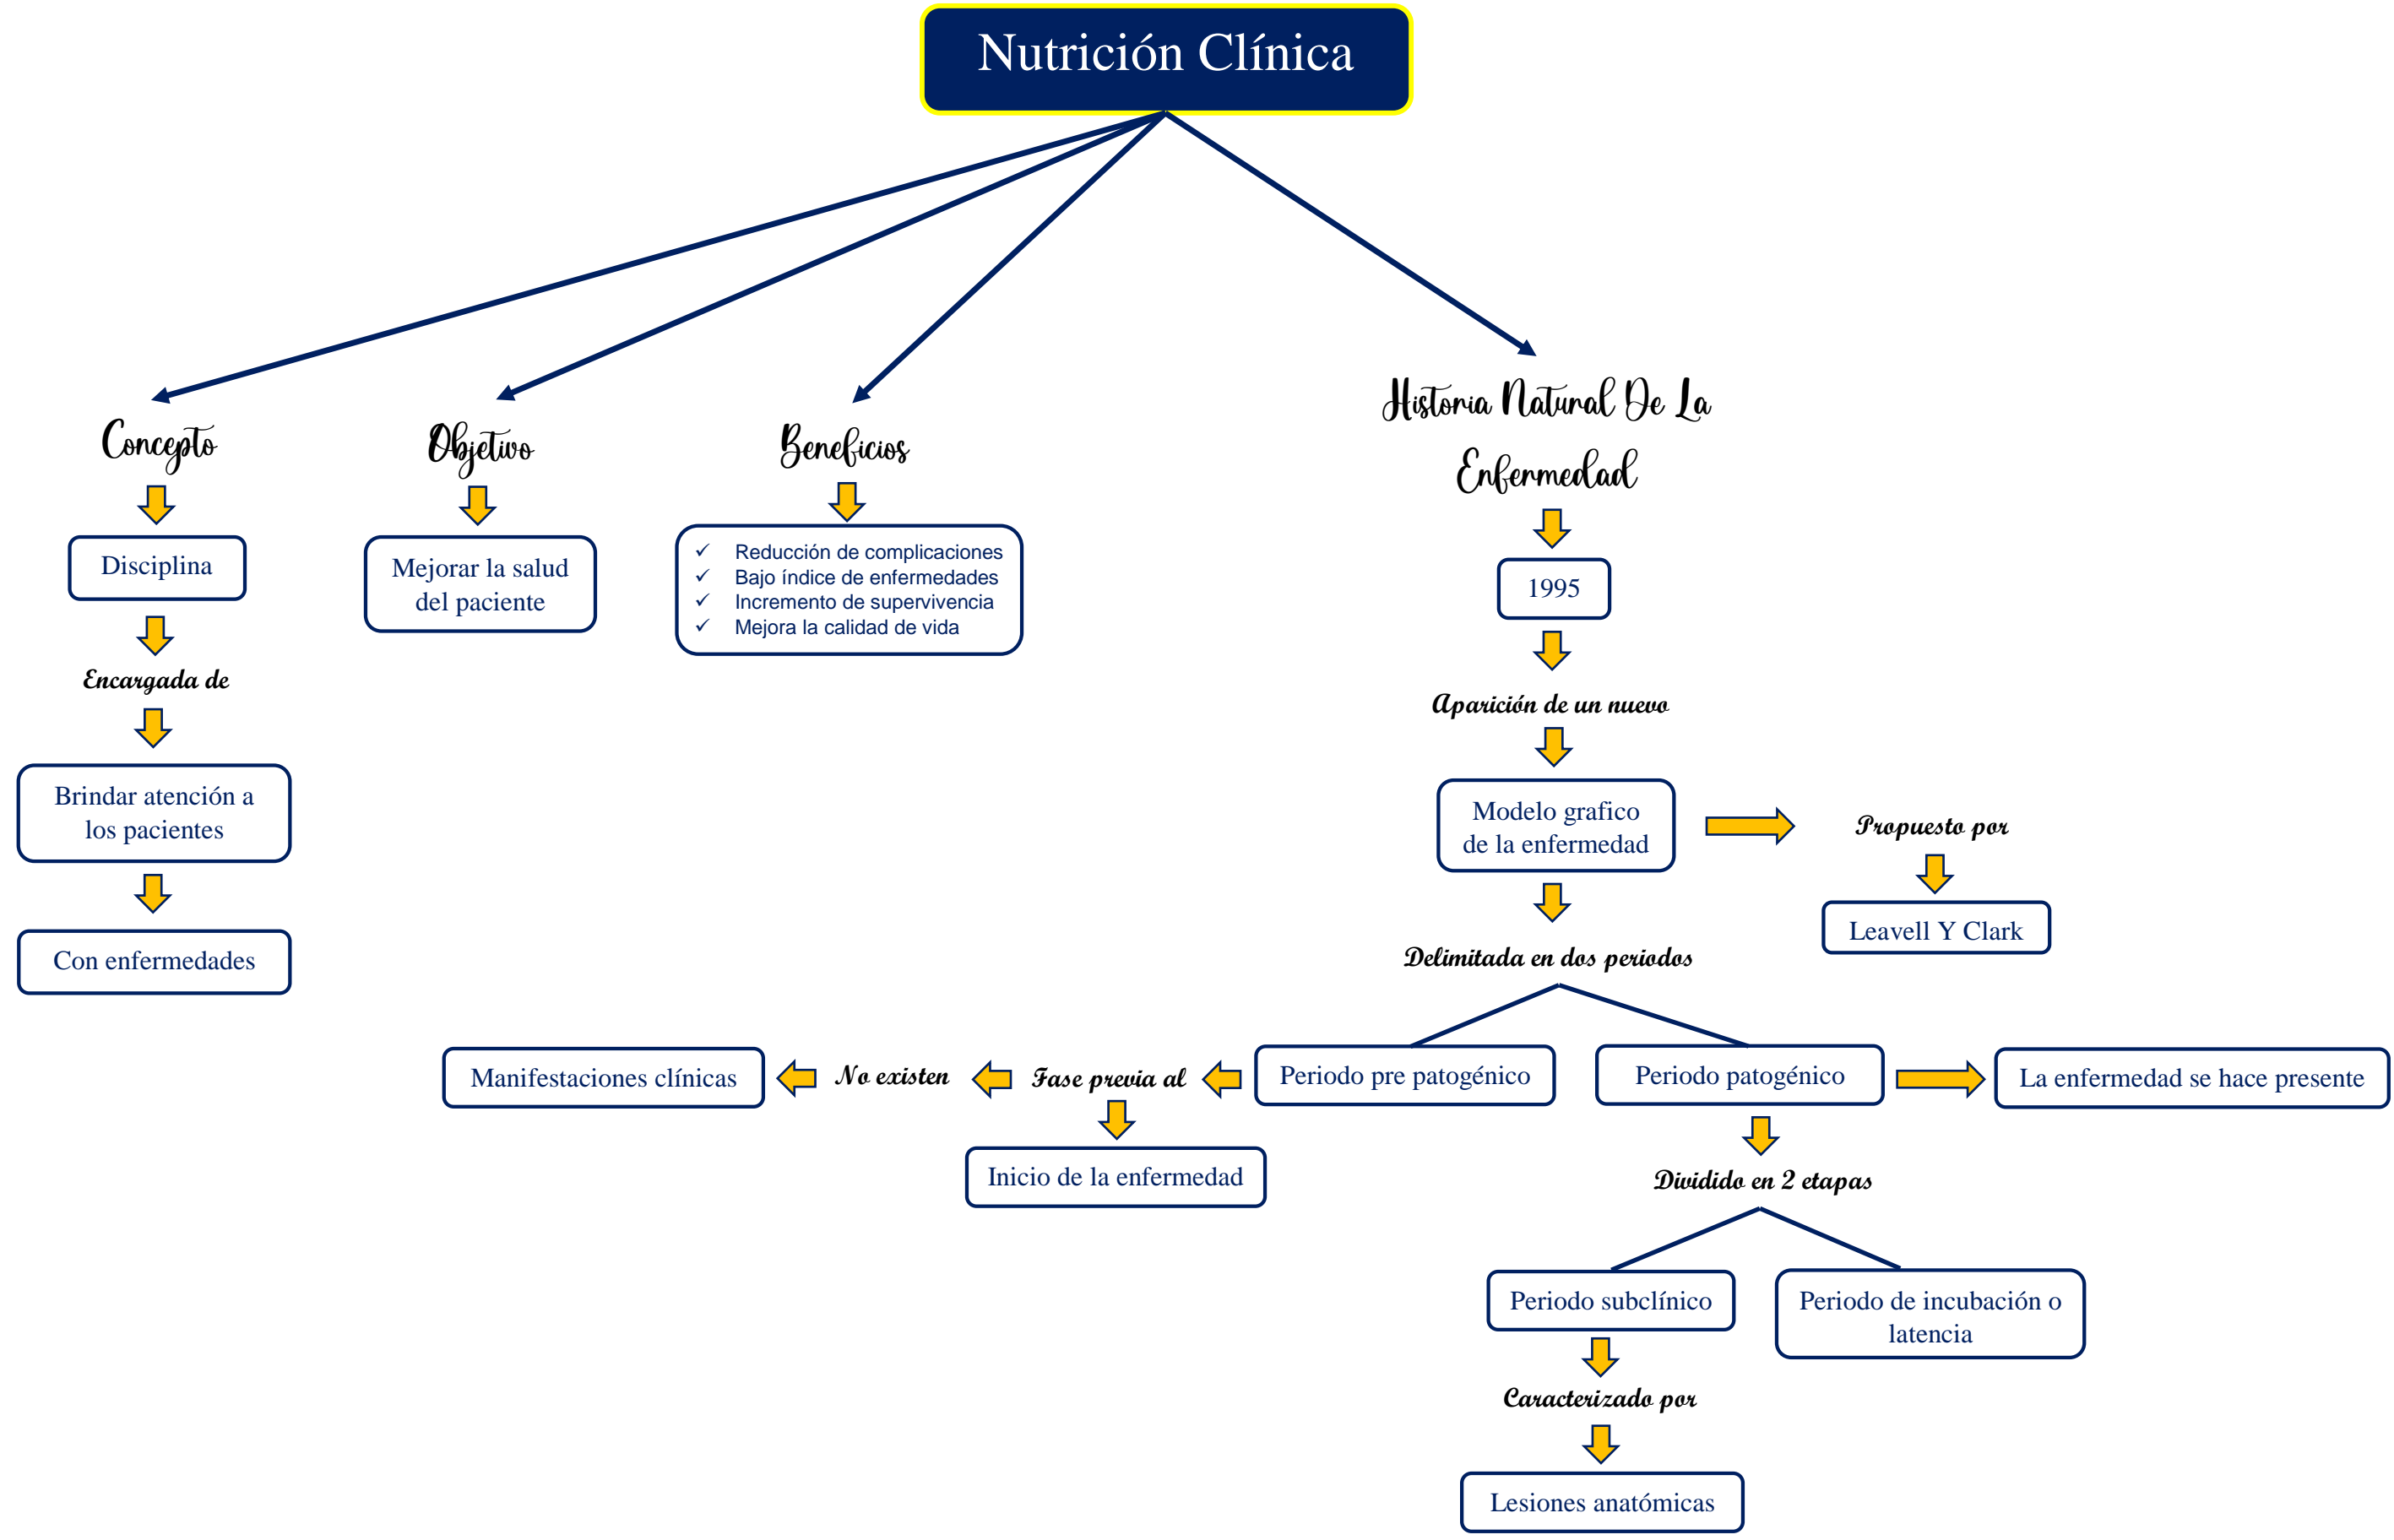 Nutrición Clínica
Concepto
Disciplina
Encargada de
Brindar atención a
los pacientes
Con enfermedades
Objetivo
Mejorar la salud
del paciente
Beneficios
✓ Reducción de complicaciones
✓ Bajo índice de enfermedades
✓ Incremento de supervivencia
✓ Mejora la calidad de vida
Historia Natural De La
Enfermedad
1995
Aparición de un nuevo
Modelo grafico
de la enfermedad
Propuesto por
Leavell Y Clark
Delimitada en dos periodos
Periodo pre patogénico
Fase previa al
Inicio de la enfermedad
No existen
Manifestaciones clínicas
Periodo patogénico
La enfermedad se hace presente
Dividido en 2 etapas
Periodo subclínico
Caracterizado por
Lesiones anatómicas
Periodo de incubación o
latencia